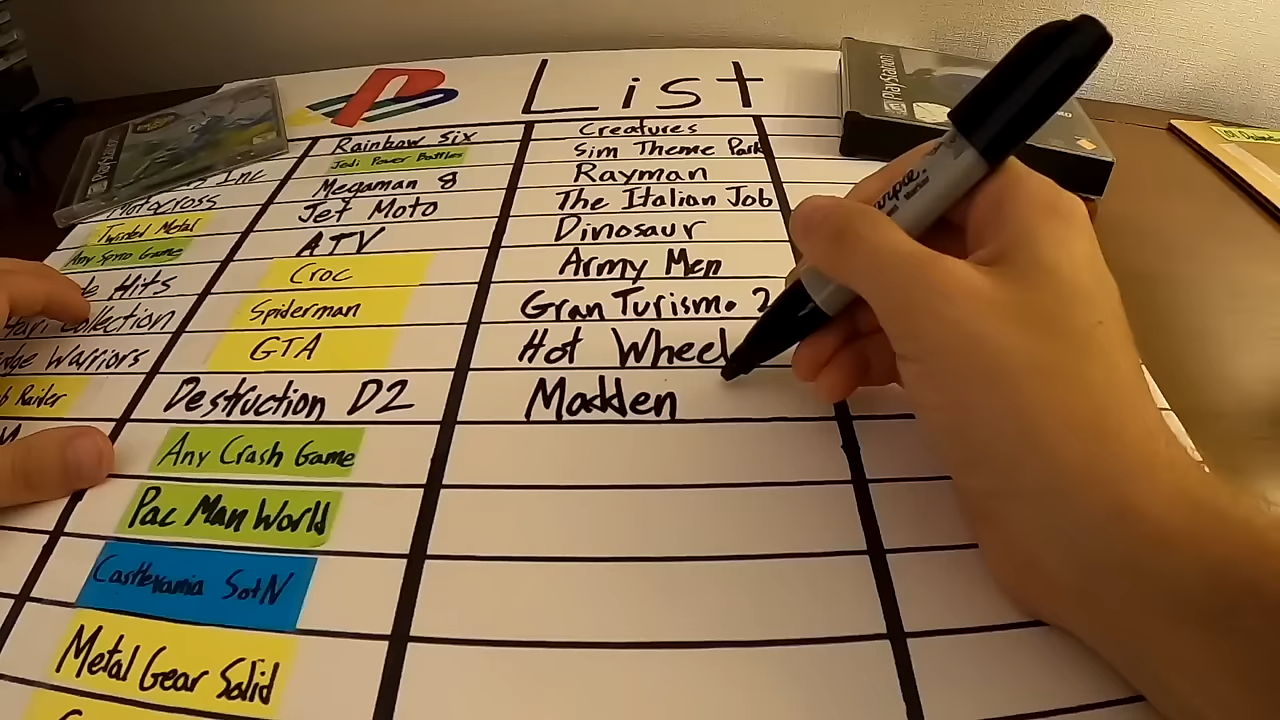 List
PlayStation
PlayStation
Inc
Motocross
Twisted Metal
Any Spyro Game
Hits
Collection
Warriors
Raider
Rainbow Six
Jedi Power Battles
Megaman 8
Jet Moto
ATV
Croc
Spiderman
GTA
Destruction D2
Any Crash Game
Pac Man World
Castlevania SotN
Metal Gear Solid
Creatures
Sim Theme Park
Rayman
The Italian Job
Dinosaur
Army Men
Gran Turismo 2
Hot Wheel
Madden